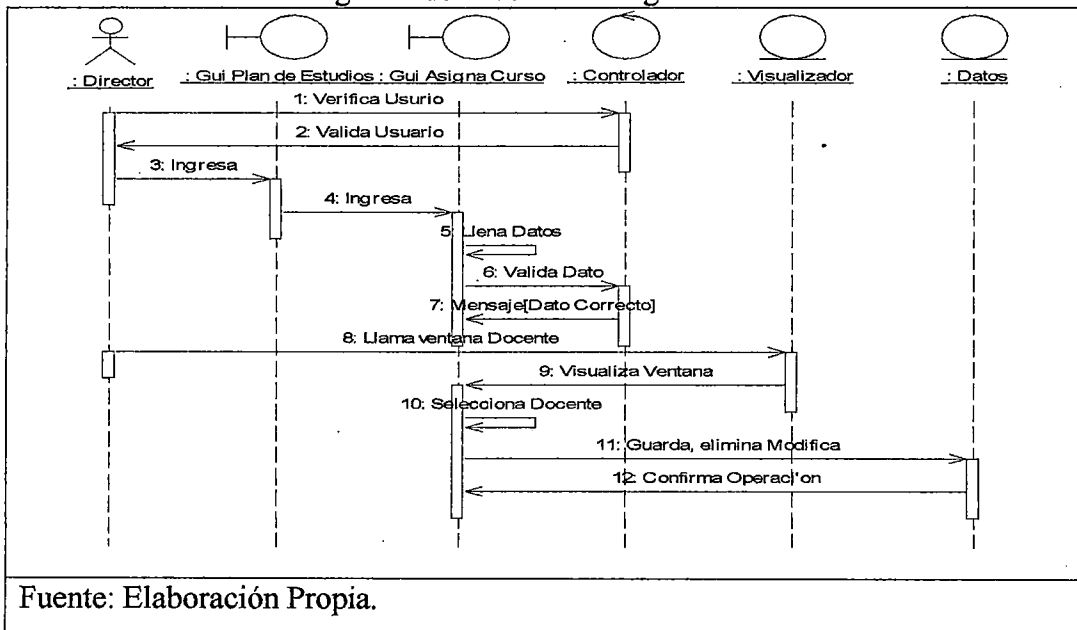 : Director
: Gui Plan de Estudios
: Gui Asigna Curso
: Controlador
: Visualizador
: Datos
1: Verifica Usurio
2: Valida Usuario
3: Ingresa
4: Ingresa
5: Llena Datos
6: Valida Dato
7: Mensaje[Dato Correcto]
8: Llama ventana Docente
9: Visualiza Ventana
10: Selecciona Docente
11: Guarda, elimina Modifica
12: Confirma Operaci'on
Fuente: Elaboración Propia.